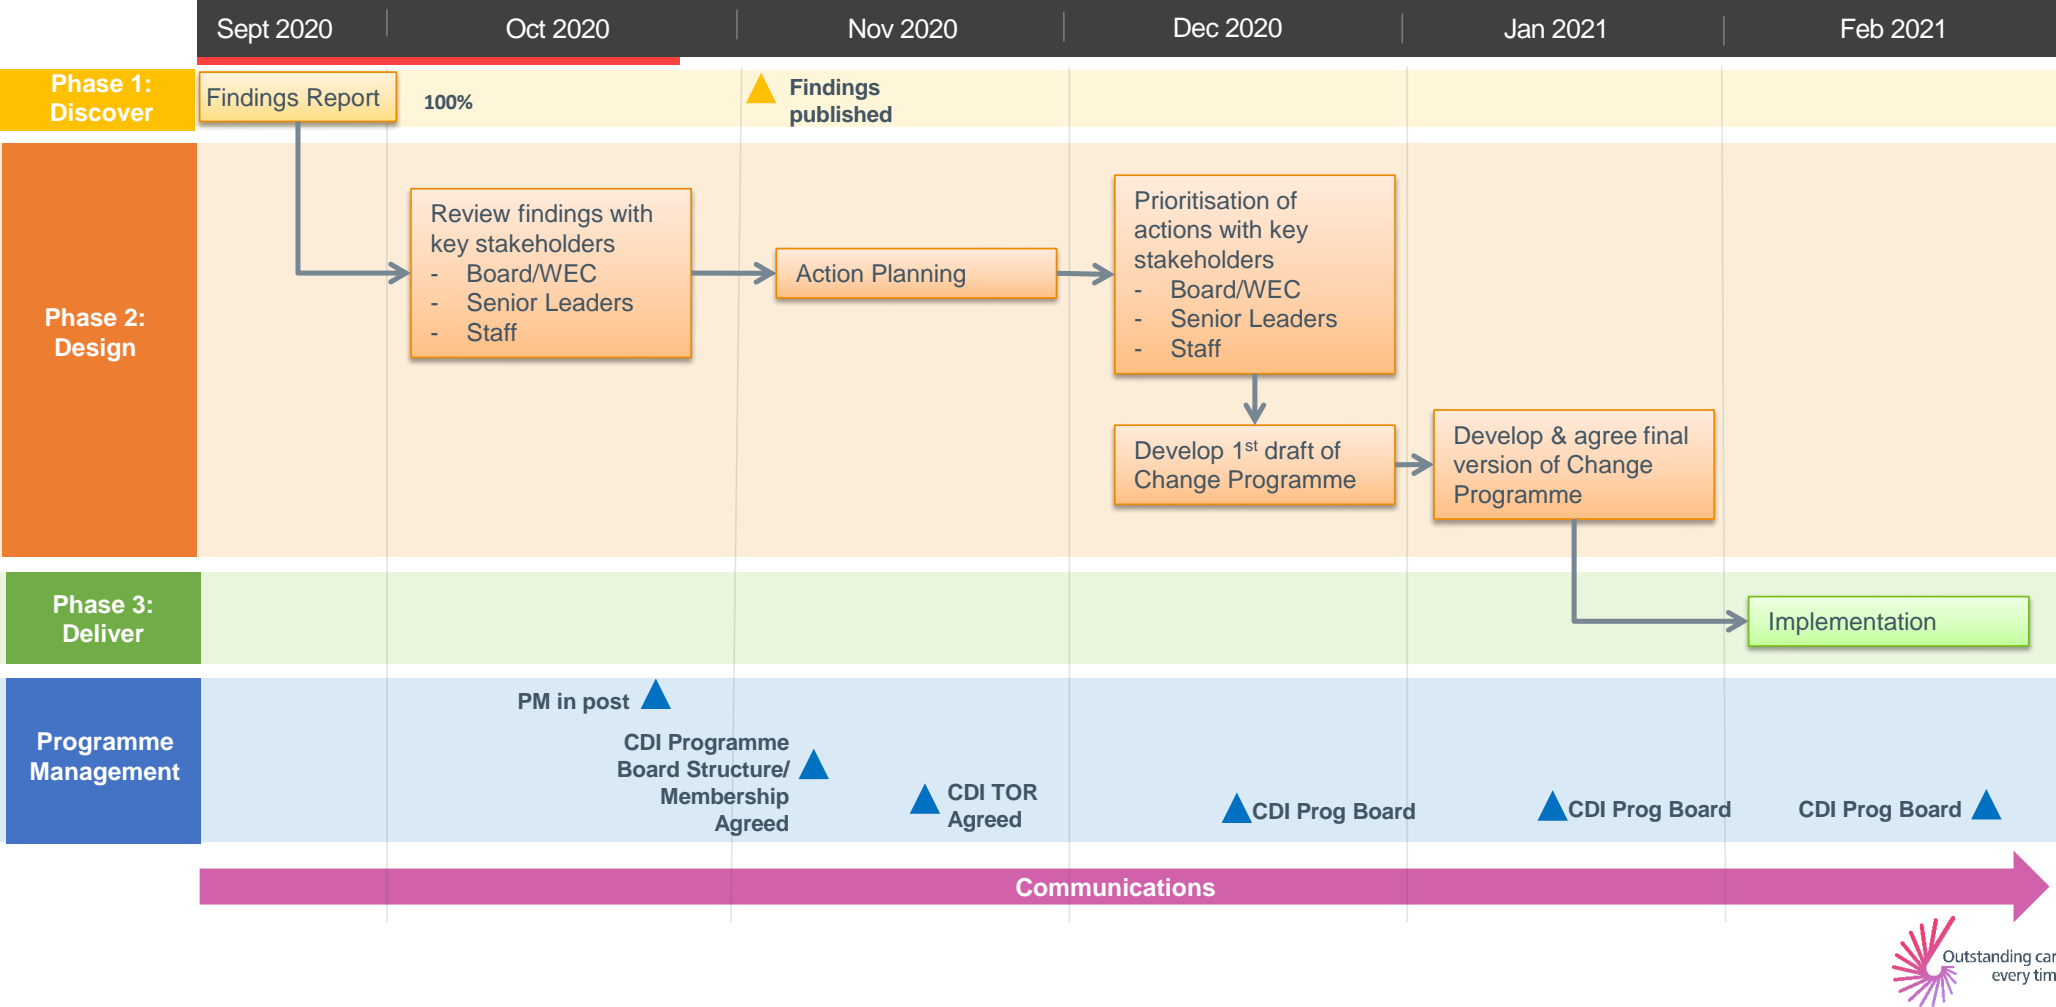 Sept 2020
Oct 2020
Nov 2020
Dec 2020
Jan 2021
Feb 2021
Phase 1:
Discover
Findings Report
100%
Findings
published
Phase 2:
Design
Review findings with
key stakeholders
- Board/WEC
- Senior Leaders
- Staff
Action Planning
Prioritisation of
actions with key
stakeholders
- Board/WEC
- Senior Leaders
- Staff
Develop 1st draft of
Change Programme
Develop & agree final
version of Change
Programme
Phase 3:
Deliver
Implementation
Programme
Management
PM in post
CDI Programme
Board Structure/
Membership
Agreed
CDI TOR
Agreed
CDI Prog Board
CDI Prog Board
CDI Prog Board
Communications
Outstanding car
every tim